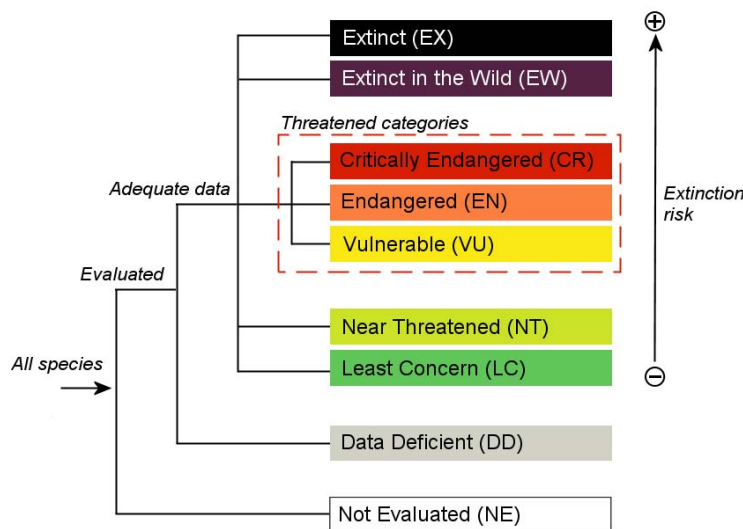 Extinct (EX)
Extinct in the Wild (EW)
Threatened categories
Critically Endangered (CR)
Adequate data
Endangered (EN)
Extinction
risk
Vulnerable (VU)
Evaluated
Near Threatened (NT)
All species
Least Concern (LC)
Data Deficient (DD)
Not Evaluated (NE)